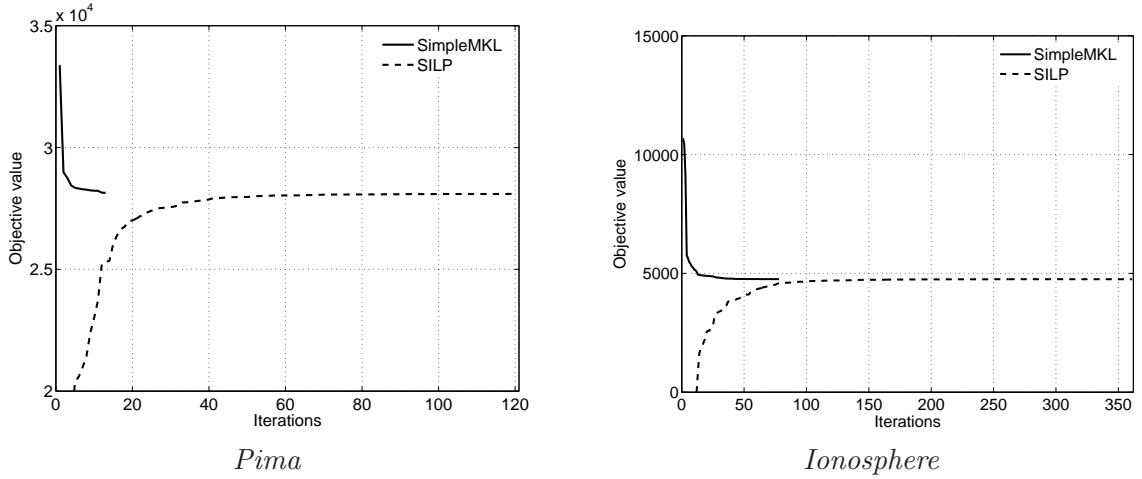 x 10^4
3.5
3
2.5
2
Objective value
0 20 40 60 80 100 120
Iterations
SimpleMKL
SILP
Pima
15000
10000
5000
0
Objective value
0 50 100 150 200 250 300 350
Iterations
SimpleMKL
SILP
Ionosphere